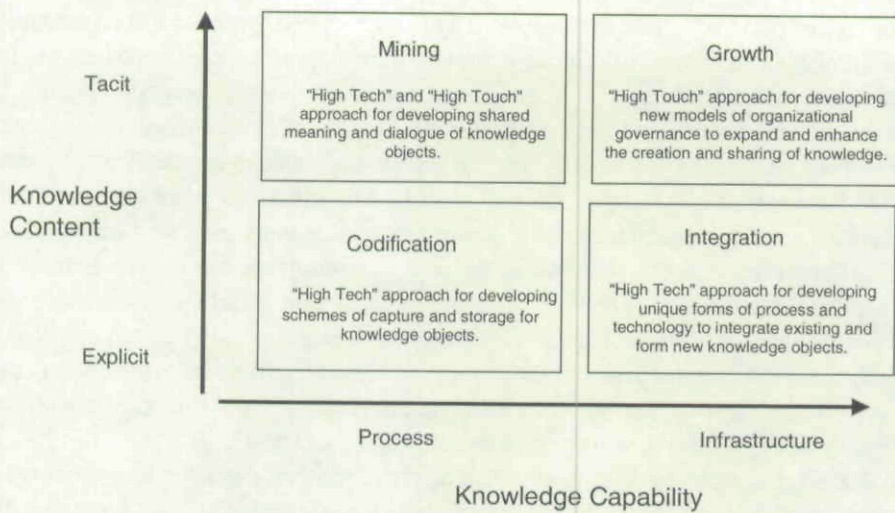 Tacit
Knowledge
Content
Explicit
Mining
"High Tech" and "High Touch"
approach for developing shared
meaning and dialogue of knowledge
objects.
Growth
"High Touch" approach for developing
new models of organizational
governance to expand and enhance
the creation and sharing of knowledge.
Codification
"High Tech" approach for developing
schemes of capture and storage for
knowledge objects.
Integration
"High Tech" approach for developing
unique forms of process and
technology to integrate existing and
form new knowledge objects.
Process
Infrastructure
Knowledge Capability